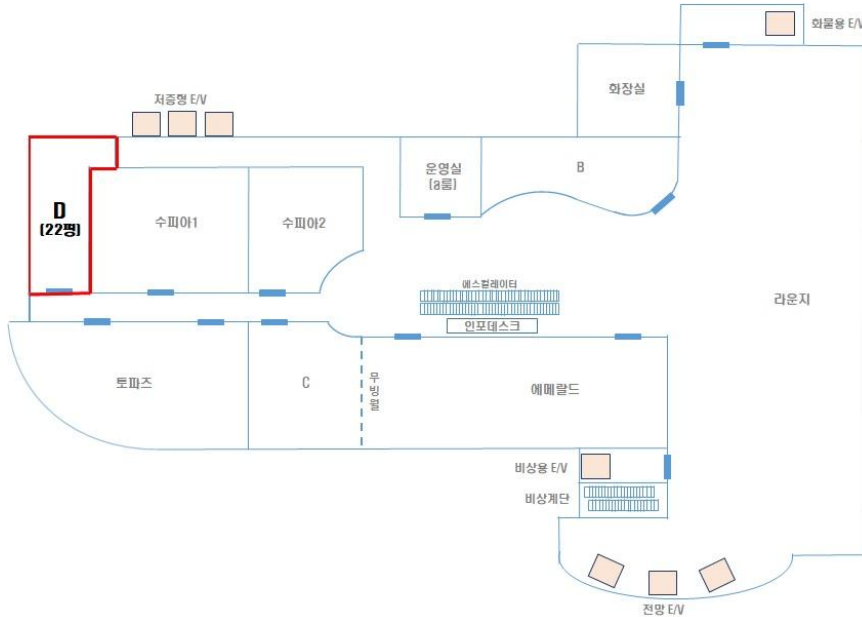 화물용 E/V
화장실
저층형 E/V
운영실
(a룸)
B
D
(22평)
수피아1
수피아2
에스컬레이터
라운지
인포데스크
토파즈
C
무빙월
에메랄드
비상용 E/V
비상계단
전망 E/V